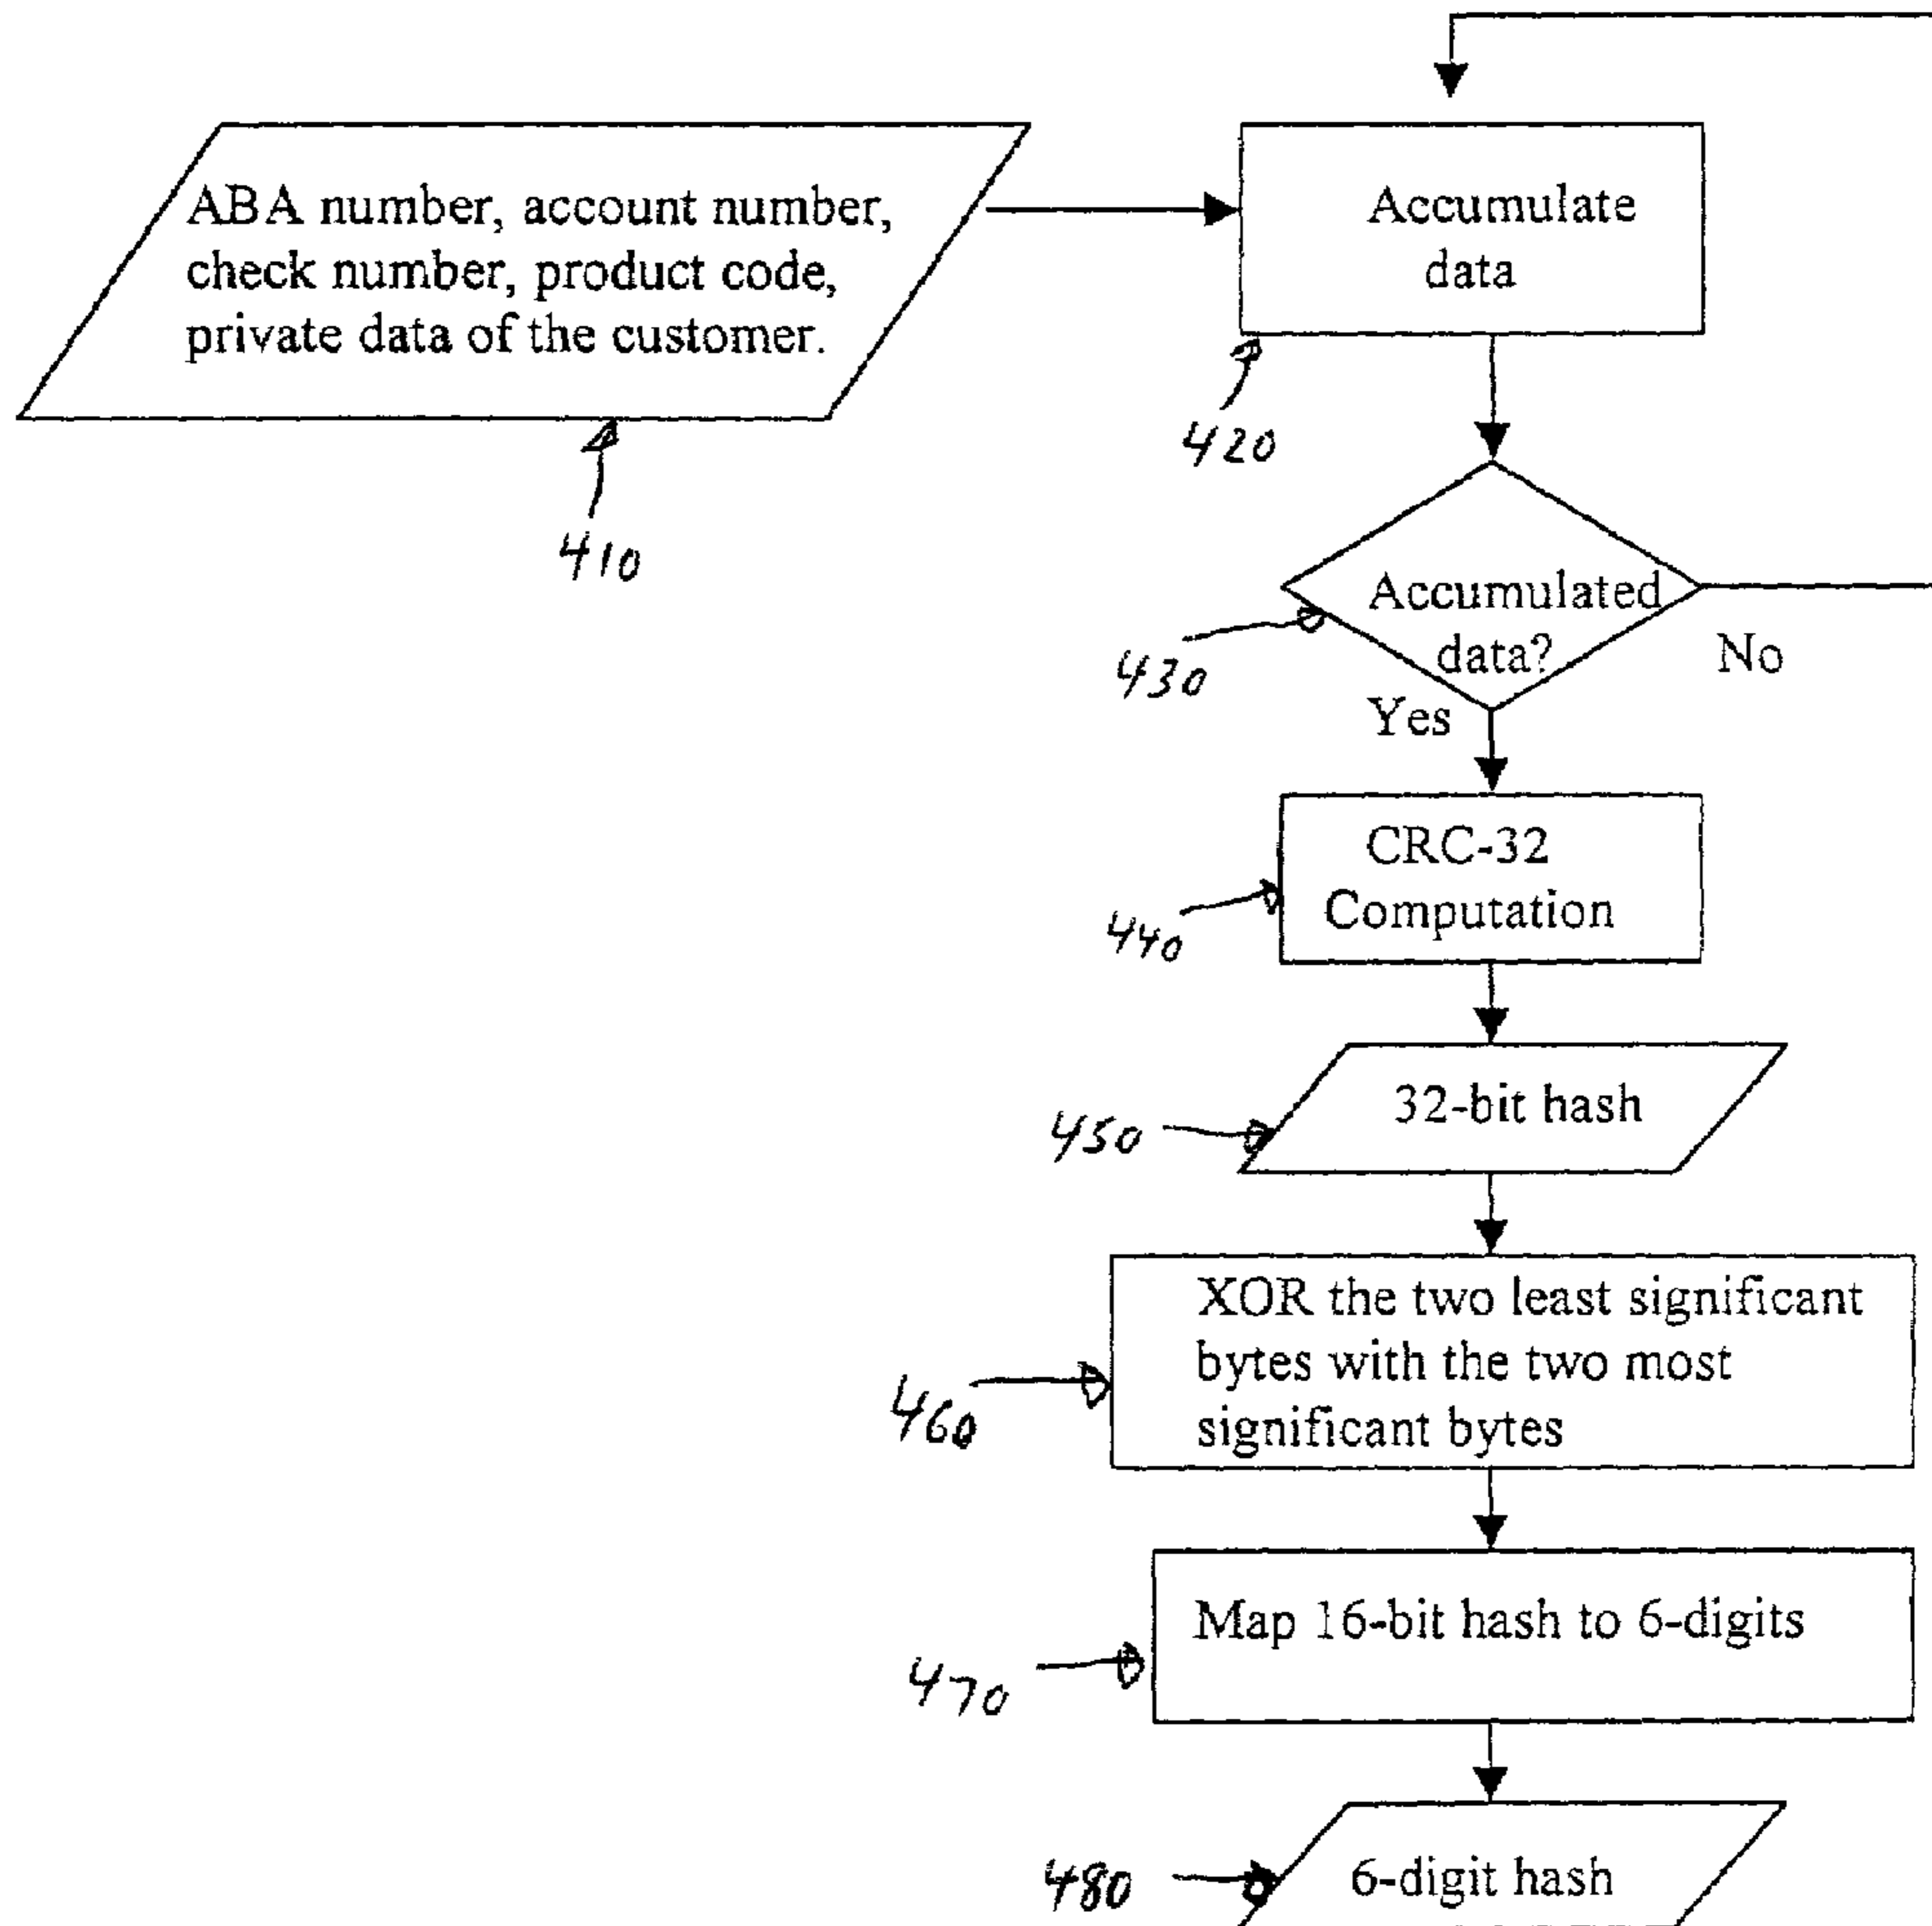 ABA number, account number,
check number, product code,
private data of the customer.
410
Accumulate
data
420
Accumulated
data?
430
No
Yes
CRC-32
Computation
440
32-bit hash
450
XOR the two least significant
bytes with the two most
significant bytes
460
Map 16-bit hash to 6-digits
470
6-digit hash
480